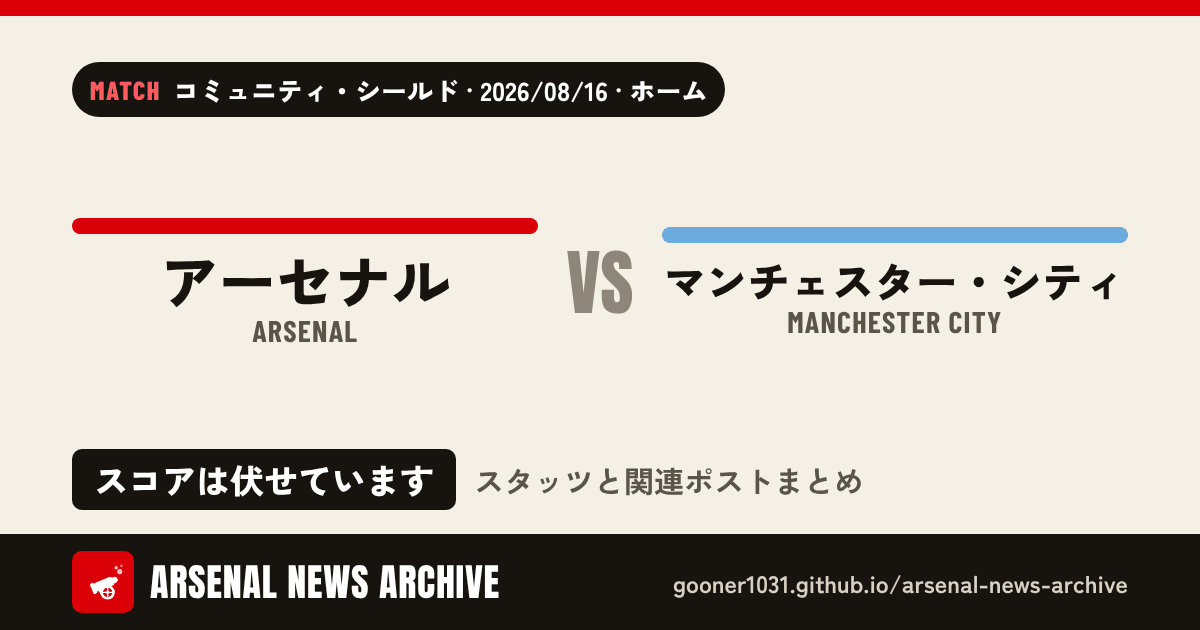 MATCH コミュニティ・シールド · 2026/08/16 · ホーム
アーセナル
ARSENAL
VS
マンチェスター・シティ
MANCHESTER CITY
スコアは伏せています スタッツと関連ポストまとめ
ARSENAL NEWS ARCHIVE
gooner1031.github.io/arsenal-news-archive